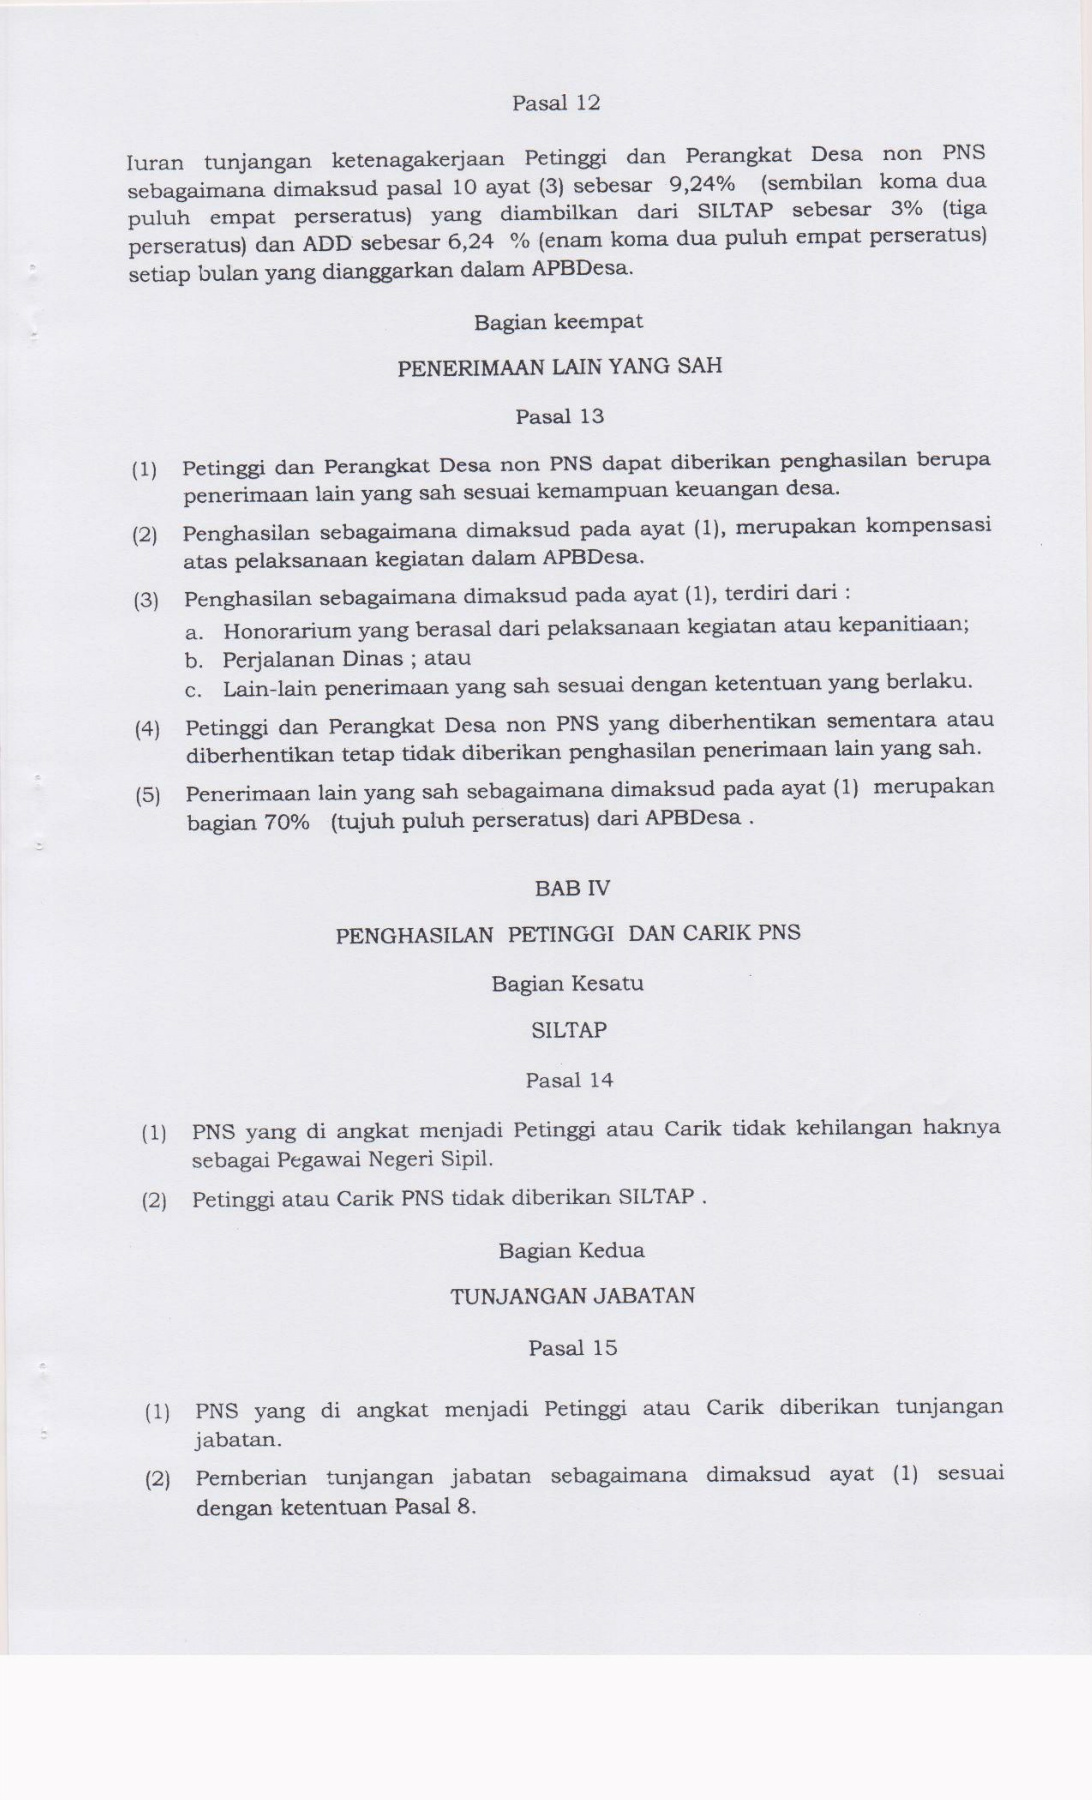 Pasal 12
Iuran tunjangan ketenagakerjaan Petinggi dan Perangkat Desa non PNS
sebagaimana dimaksud pasal 10 ayat (3) sebesar 9,24% (sembilan koma dua
puluh empat perseratus) yang diambilkan dari SILTAP sebesar 3% (tiga
perseratus) dan ADD sebesar 6,24 % (enam koma dua puluh empat perseratus)
setiap bulan yang dianggarkan dalam APBDesa.
Bagian keempat
PENERIMAAN LAIN YANG SAH
Pasal 13
(1) Petinggi dan Perangkat Desa non PNS dapat diberikan penghasilan berupa
penerimaan lain yang sah sesuai kemampuan keuangan desa.
(2) Penghasilan sebagaimana dimaksud pada ayat (1), merupakan kompensasi
atas pelaksanaan kegiatan dalam APBDesa.
(3) Penghasilan sebagaimana dimaksud pada ayat (1), terdiri dari :
a. Honorarium yang berasal dari pelaksanaan kegiatan atau kepanitiaan;
b. Perjalanan Dinas ; atau
c. Lain-lain penerimaan yang sah sesuai dengan ketentuan yang berlaku.
(4) Petinggi dan Perangkat Desa non PNS yang diberhentikan sementara atau
diberhentikan tetap tidak diberikan penghasilan penerimaan lain yang sah.
(5) Penerimaan lain yang sah sebagaimana dimaksud pada ayat (1) merupakan
bagian 70% (tujuh puluh perseratus) dari APBDesa .
BAB IV
PENGHASILAN PETINGGI DAN CARIK PNS
Bagian Kesatu
SILTAP
Pasal 14
(1) PNS yang di angkat menjadi Petinggi atau Carik tidak kehilangan haknya
sebagai Pegawai Negeri Sipil.
(2) Petinggi atau Carik PNS tidak diberikan SILTAP .
Bagian Kedua
TUNJANGAN JABATAN
Pasal 15
(1) PNS yang di angkat menjadi Petinggi atau Carik diberikan tunjangan
jabatan.
(2) Pemberian tunjangan jabatan sebagaimana dimaksud ayat (1) sesuai
dengan ketentuan Pasal 8.